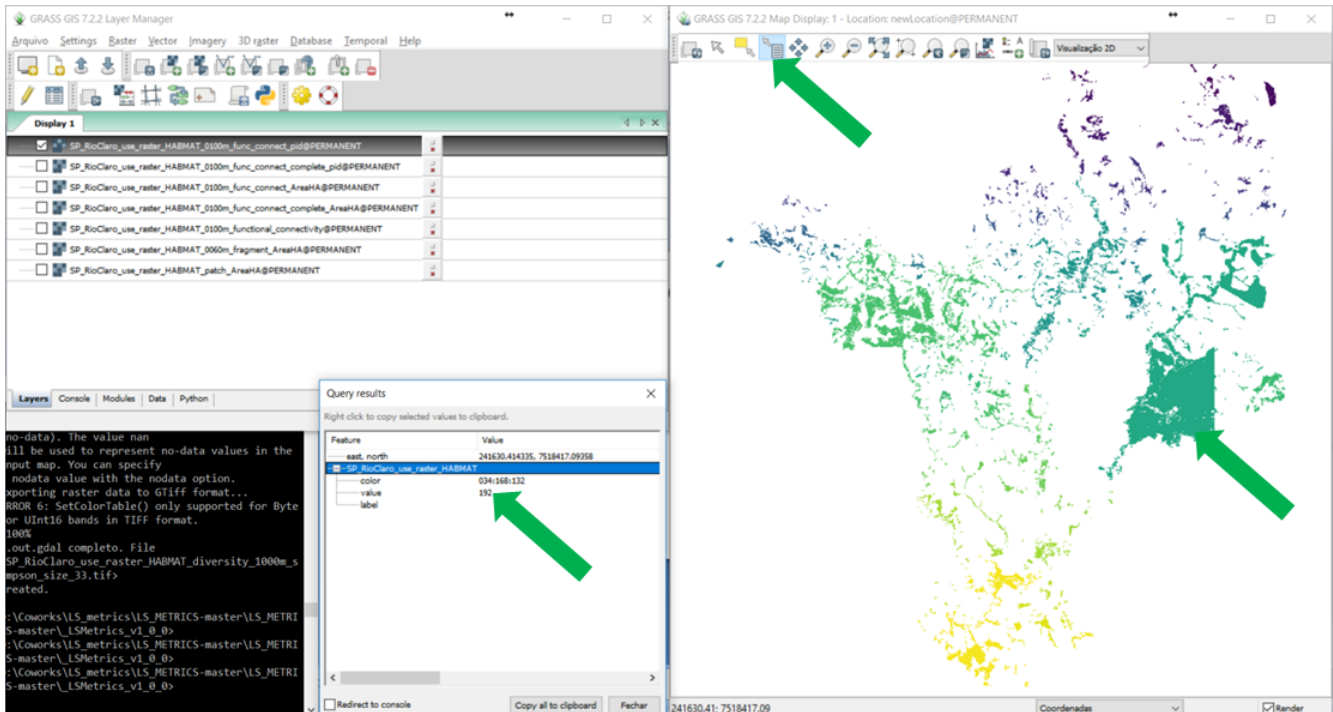 GRASS GIS 7.2.2 Layer Manager
Arquivo Settings Raster Vector Imagery 3D raster Database Temporal Help
Display 1
SP_RioClaro_use_raster_HABMAT_0100m_func_connect_pid@PERMANENT
SP_RioClaro_use_raster_HABMAT_0100m_func_connect_complete_pid@PERMANENT
SP_RioClaro_use_raster_HABMAT_0100m_func_connect_AreaHA@PERMANENT
SP_RioClaro_use_raster_HABMAT_0100m_func_connect_complete_AreaHA@PERMANENT
SP_RioClaro_use_raster_HABMAT_0100m_functional_connectivity@PERMANENT
SP_RioClaro_use_raster_HABMAT_0060m_fragment_AreaHA@PERMANENT
SP_RioClaro_use_raster_HABMAT_patch_AreaHA@PERMANENT
Layers Console Modules Data Python
no-data). The value nan
ill be used to represent no-data values in the
nput map. You can specify
nodata value with the nodata option.
xporting raster data to GTiff format...
RROR 6: SetColorTable() only supported for Byte
or UInt16 bands in TIFF format.
100%
.out.gdal completo. File
SP_RioClaro_use_raster_HABMAT_diversity_1000m_s
mpson_size_33.tif>
reated.
:\Coworks\LS_metrics\LS_METRICS-master\LS_METRI
S-master\_LSMetrics_v1_0_0>
:\Coworks\LS_metrics\LS_METRICS-master\LS_METRI
S-master\_LSMetrics_v1_0_0>
:\Coworks\LS_metrics\LS_METRICS-master\LS_METRI
S-master\_LSMetrics_v1_0_0>
Query results
Right click to copy selected values to clipboard.
Feature Value
east, north 241630.414335, 7518417.09358
SP_RioClaro_use_raster_HABMAT
color 034:168:132
value 192
label
Redirect to console Copy all to clipboard Fechar
GRASS GIS 7.2.2 Map Display: 1 - Location: newLocation@PERMANENT
Visualização 2D
241630.41; 7518417.09 Coordenadas Render